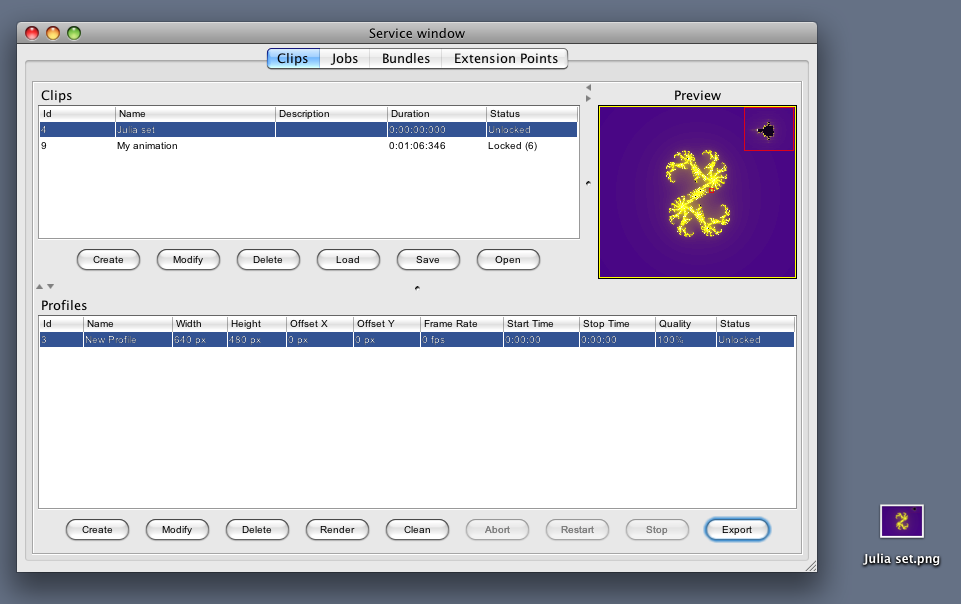 Service window
Clips Jobs Bundles Extension Points
Clips
Id Name Description Duration Status
4 Julia set 0:00:00:000 Unlocked
9 My animation 0:01:06:346 Locked (6)
Create Modify Delete Load Save Open
Preview
Profiles
Id Name Width Height Offset X Offset Y Frame Rate Start Time Stop Time Quality Status
3 New Profile 640 px 480 px 0 px 0 px 0 fps 0:00:00 0:00:00 100% Unlocked
Create Modify Delete Render Clean Abort Restart Stop Export
Julia set.png